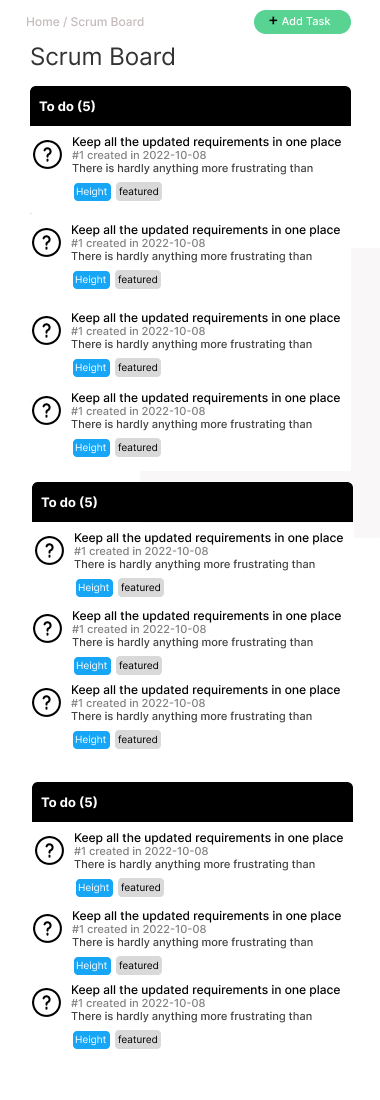 Home / Scrum Board
+ Add Task
Scrum Board
To do (5)
Keep all the updated requirements in one place
#1 created in 2022-10-08
There is hardly anything more frustrating than
Height featured
Keep all the updated requirements in one place
#1 created in 2022-10-08
There is hardly anything more frustrating than
Height featured
Keep all the updated requirements in one place
#1 created in 2022-10-08
There is hardly anything more frustrating than
Height featured
Keep all the updated requirements in one place
#1 created in 2022-10-08
There is hardly anything more frustrating than
Height featured
To do (5)
Keep all the updated requirements in one place
#1 created in 2022-10-08
There is hardly anything more frustrating than
Height featured
Keep all the updated requirements in one place
#1 created in 2022-10-08
There is hardly anything more frustrating than
Height featured
Keep all the updated requirements in one place
#1 created in 2022-10-08
There is hardly anything more frustrating than
Height featured
To do (5)
Keep all the updated requirements in one place
#1 created in 2022-10-08
There is hardly anything more frustrating than
Height featured
Keep all the updated requirements in one place
#1 created in 2022-10-08
There is hardly anything more frustrating than
Height featured
Keep all the updated requirements in one place
#1 created in 2022-10-08
There is hardly anything more frustrating than
Height featured